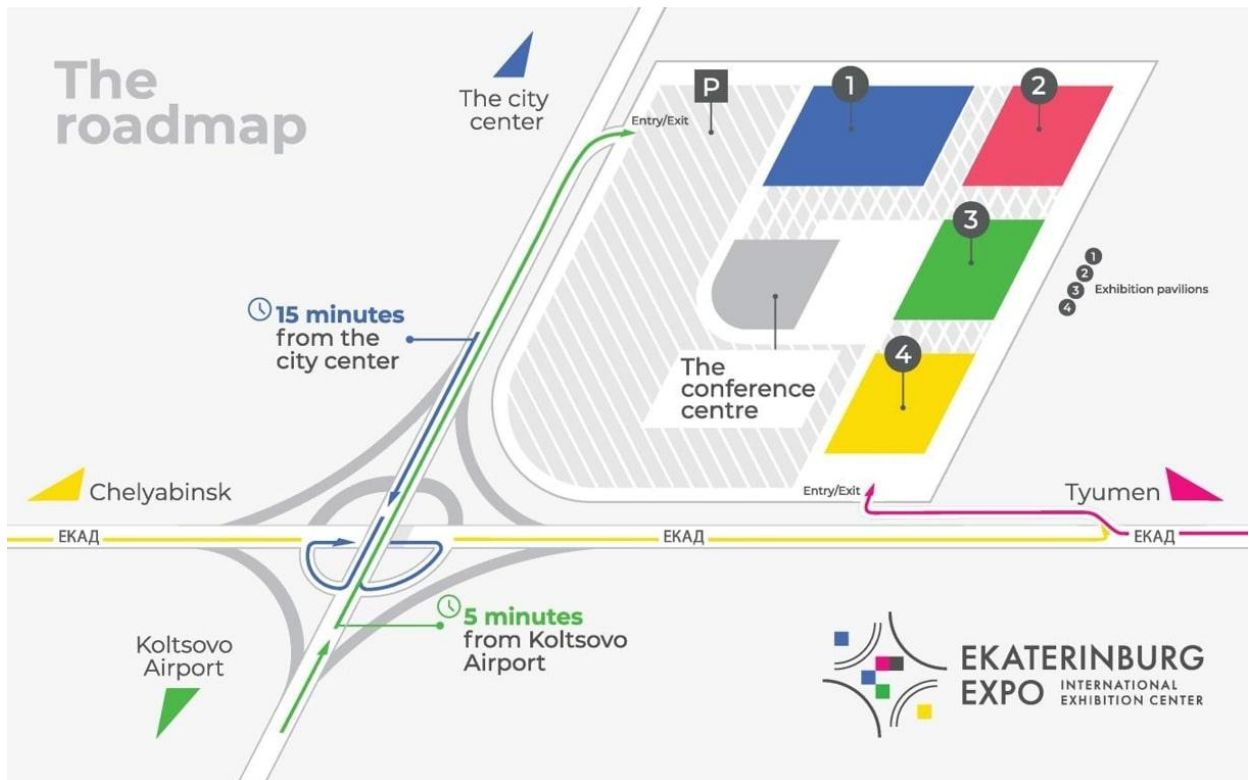 The
roadmap
The city
center
P
1
2
Entry/Exit
3
1
2
3
4
Exhibition pavilions
15 minutes
from the
city center
4
The
conference
centre
Chelyabinsk
Entry/Exit
Tyumen
ЕКАД
ЕКАД
ЕКАД
5 minutes
from Koltsovo
Airport
Koltsovo
Airport
EKATERINBURG
EXPO INTERNATIONAL
EXHIBITION CENTER